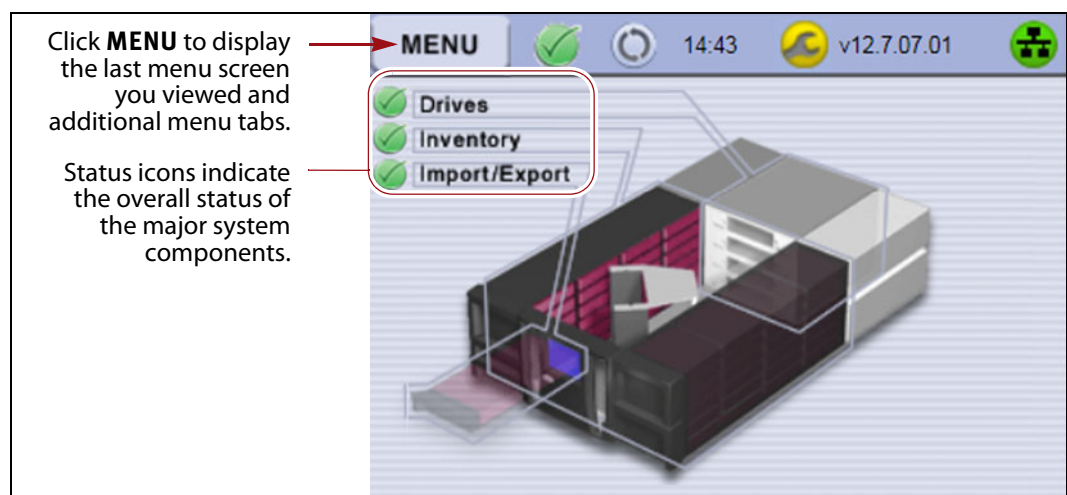 Click MENU to display
the last menu screen
you viewed and
additional menu tabs.
Status icons indicate
the overall status of
the major system
components.
MENU 14:43 v12.7.07.01
Drives
Inventory
Import/Export